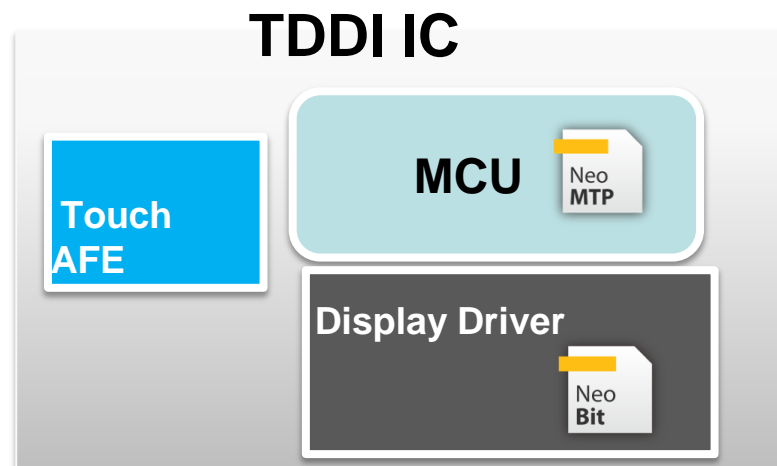 TDDI IC
MCU
Neo
MTP
Touch
AFE
Display Driver
Neo
Bit